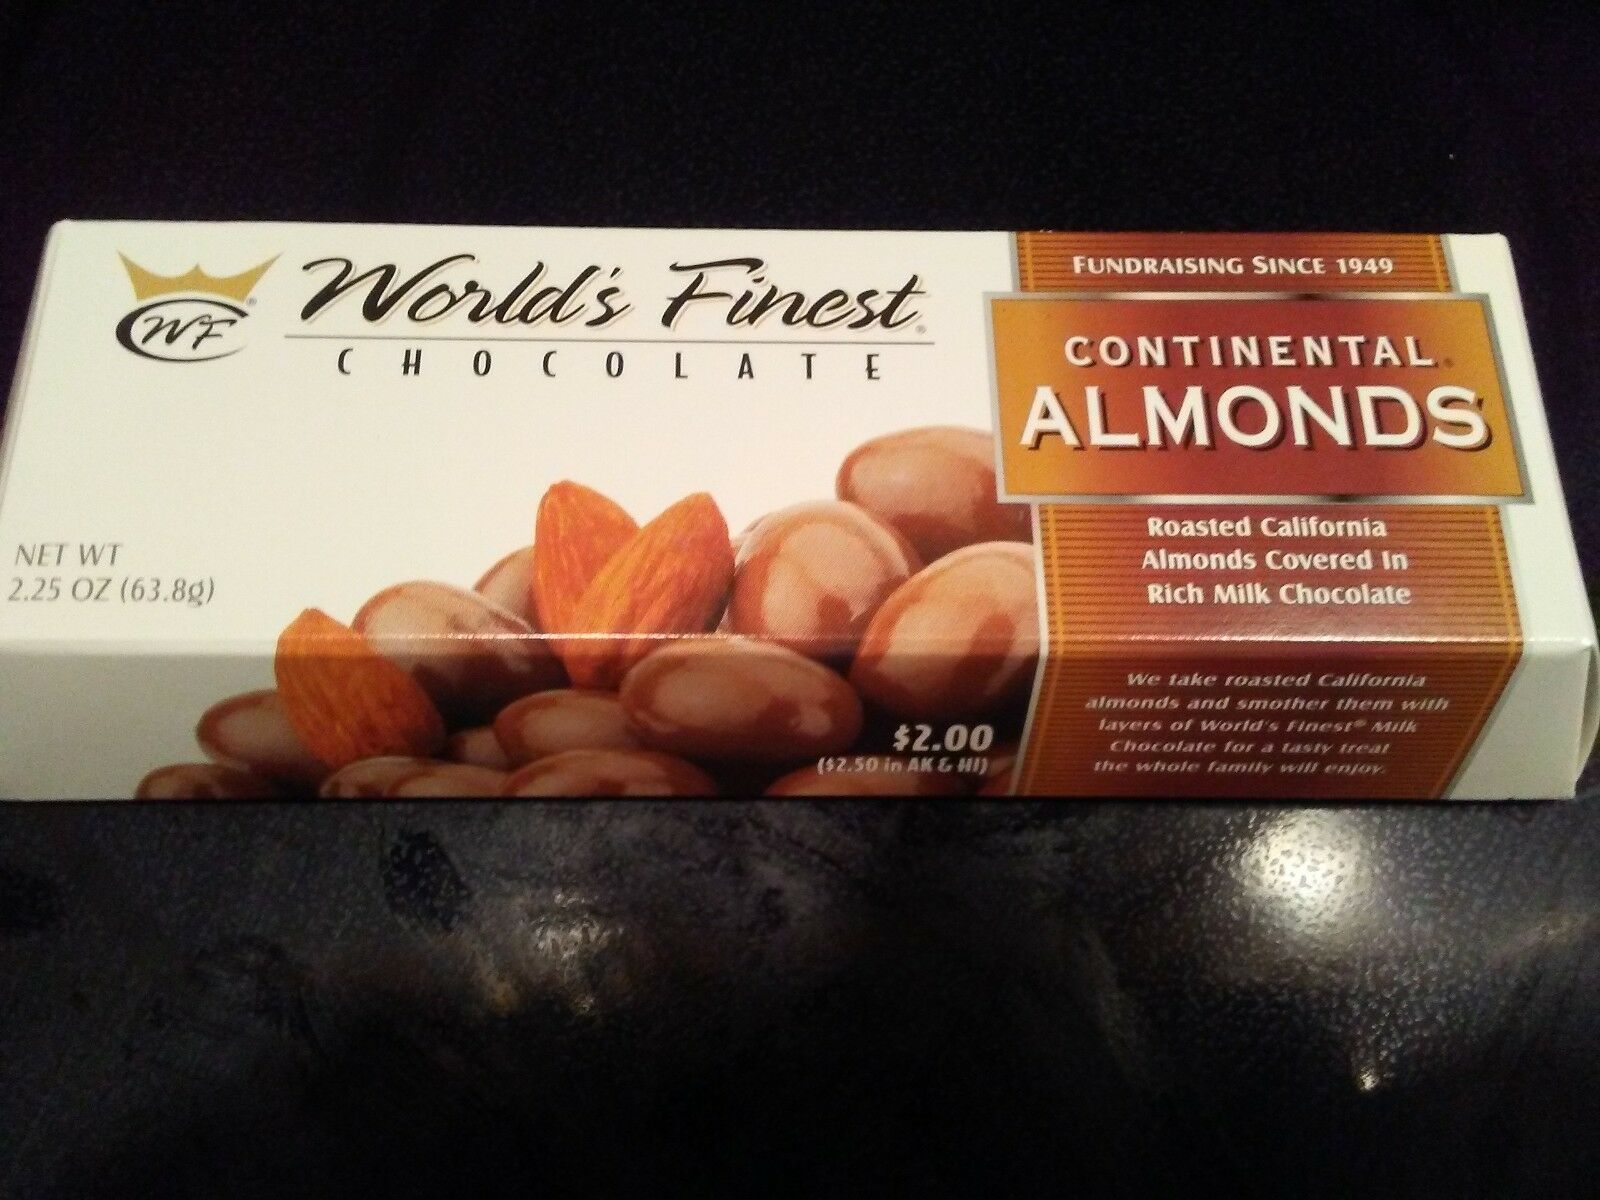 WF®
World's Finest®
CHOCOLATE
FUNDRAISING SINCE 1949
CONTINENTAL®
ALMONDS
Roasted California
Almonds Covered In
Rich Milk Chocolate
NET WT
2.25 OZ (63.8g)
We take roasted California
almonds and smother them with
layers of World's Finest® Milk
Chocolate for a tasty treat
the whole family will enjoy.
$2.00
($2.50 in AK & HI)